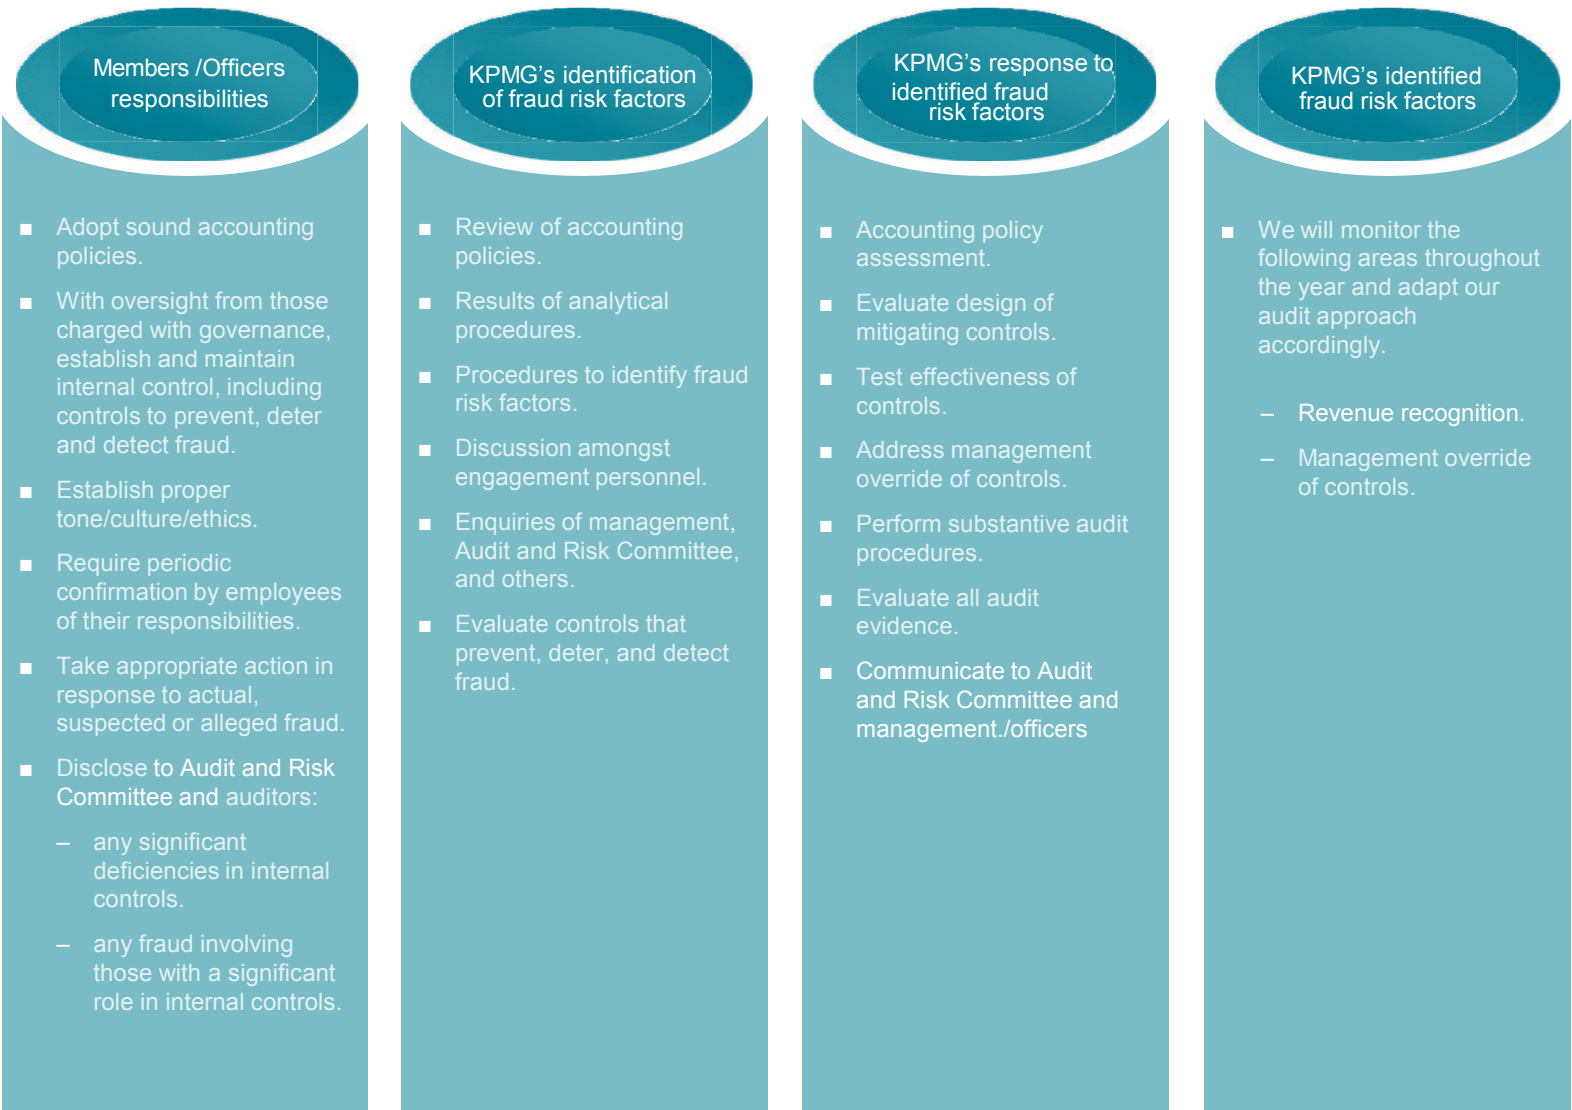 Members /Officers
responsibilities
■ Adopt sound accounting
policies.
■ With oversight from those
charged with governance,
establish and maintain
internal control, including
controls to prevent, deter
and detect fraud.
■ Establish proper
tone/culture/ethics.
■ Require periodic
confirmation by employees
of their responsibilities.
■ Take appropriate action in
response to actual,
suspected or alleged fraud.
■ Disclose to Audit and Risk
Committee and auditors:
– any significant
deficiencies in internal
controls.
– any fraud involving
those with a significant
role in internal controls.
KPMG’s identification
of fraud risk factors
■ Review of accounting
policies.
■ Results of analytical
procedures.
■ Procedures to identify fraud
risk factors.
■ Discussion amongst
engagement personnel.
■ Enquiries of management,
Audit and Risk Committee,
and others.
■ Evaluate controls that
prevent, deter, and detect
fraud.
KPMG’s response to
identified fraud
risk factors
■ Accounting policy
assessment.
■ Evaluate design of
mitigating controls.
■ Test effectiveness of
controls.
■ Address management
override of controls.
■ Perform substantive audit
procedures.
■ Evaluate all audit
evidence.
■ Communicate to Audit
and Risk Committee and
management./officers
KPMG’s identified
fraud risk factors
■ We will monitor the
following areas throughout
the year and adapt our
audit approach
accordingly.
– Revenue recognition.
– Management override
of controls.